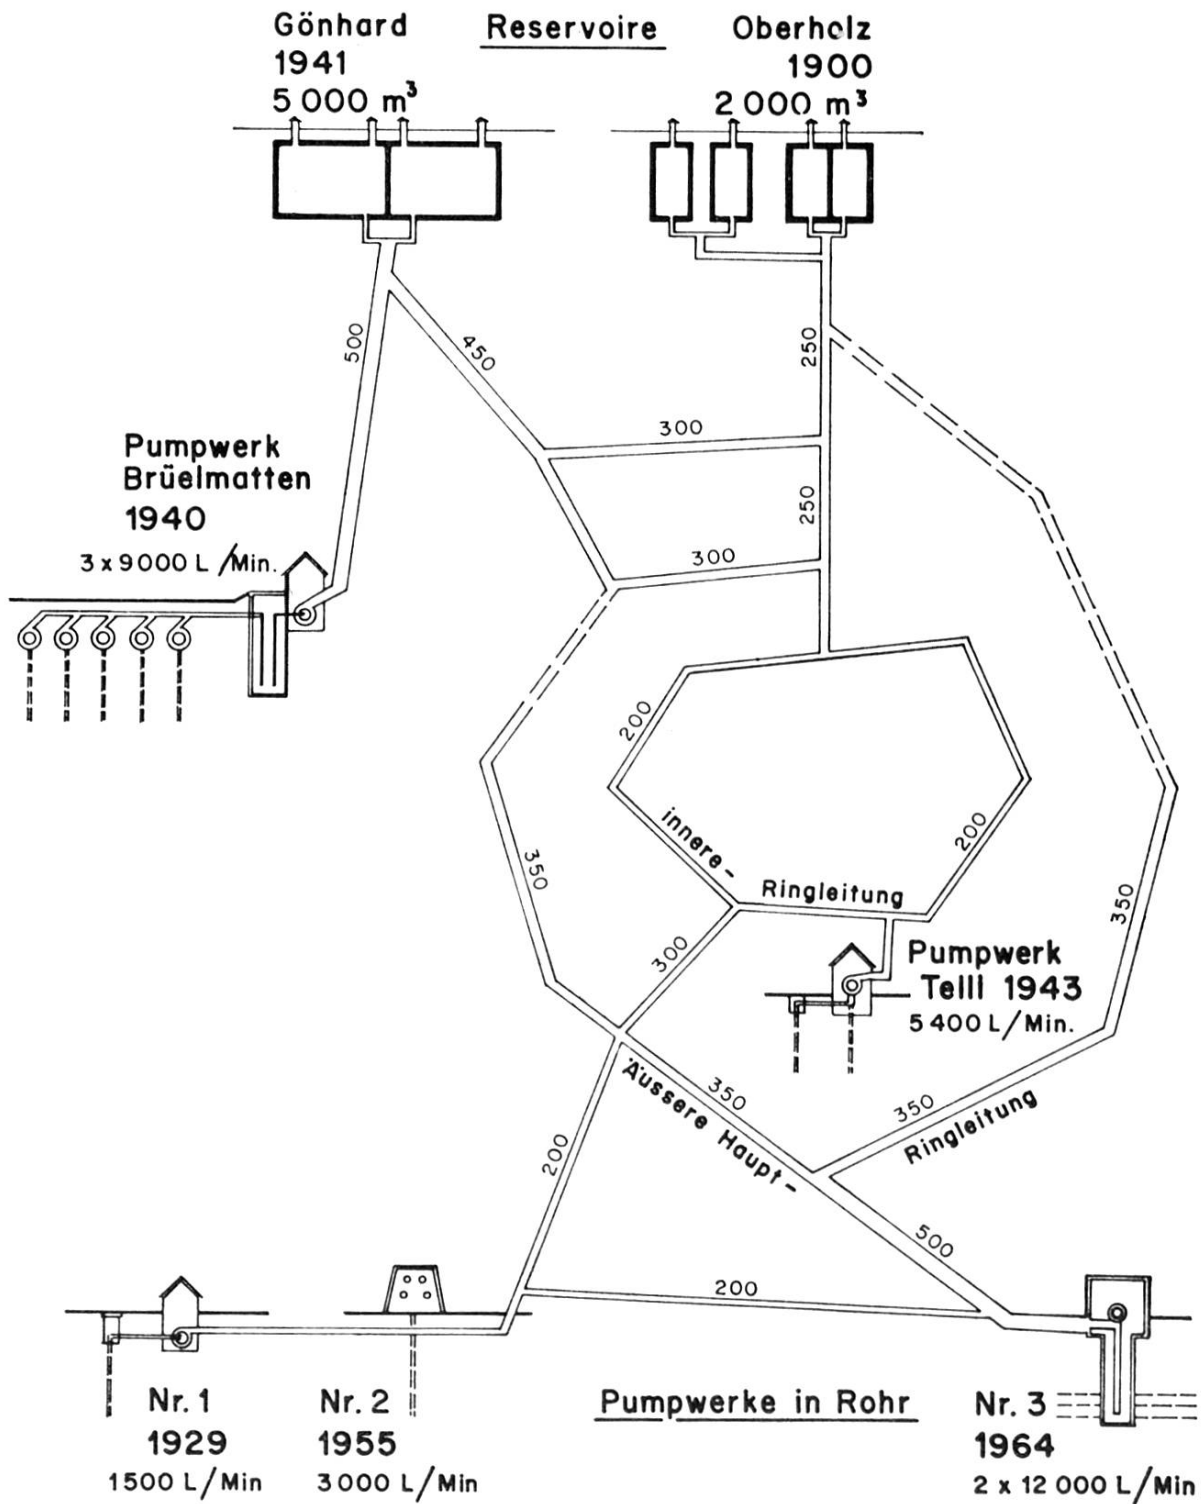 Gönhard
1941
5 000 m³
Reservoire
Oberholz
1900
2 000 m³
500
450
250
300
250
300
Pumpwerk
Brüelmatten
1940
3 x 9000 L/Min.
200
innere-
Ringleitung
200
350
350
300
Pumpwerk
Telli 1943
5 400 L/Min.
350
Äussere Haupt-
350
Ringleitung
200
500
200
Nr. 1
1929
1500 L/Min
Nr. 2
1955
3000 L/Min
Pumpwerke in Rohr
Nr. 3
1964
2 x 12 000 L/Min